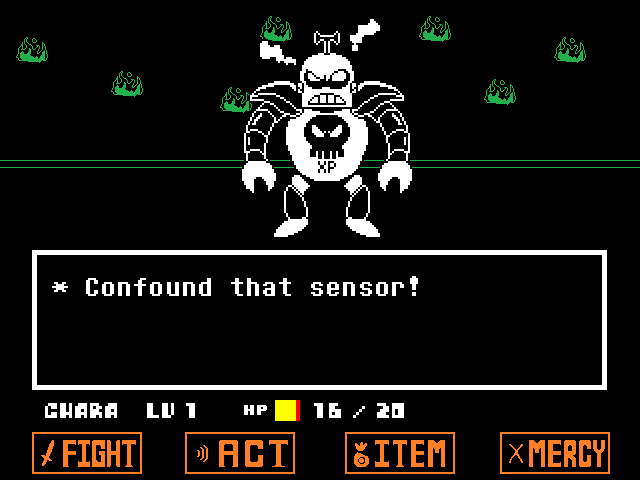 XP
* Confound that sensor!
CHARA LV 1 HP 16 / 20
FIGHT ACT ITEM MERCY